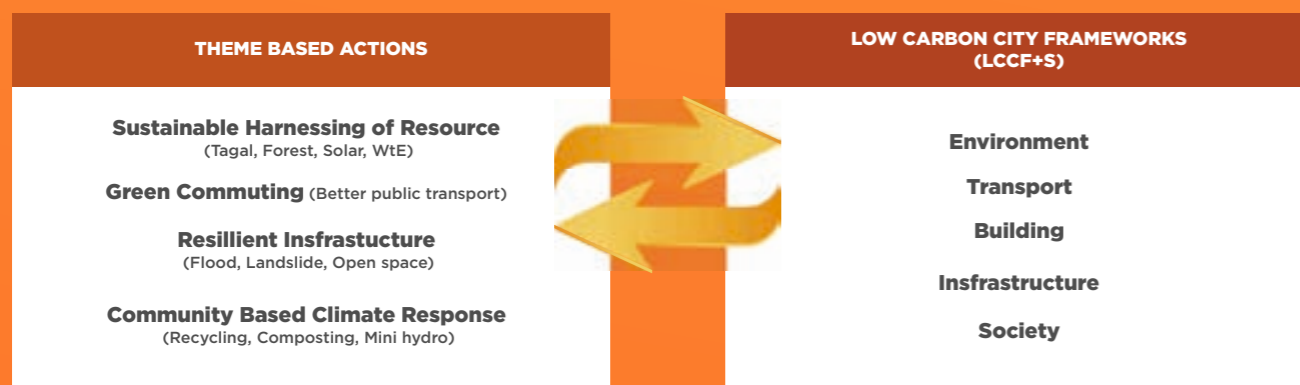 THEME BASED ACTIONS
Sustainable Harnessing of Resource
(Tagal, Forest, Solar, WtE)
Green Commuting (Better public transport)
Resillient Insfrastucture
(Flood, Landslide, Open space)
Community Based Climate Response
(Recycling, Composting, Mini hydro)
LOW CARBON CITY FRAMEWORKS
(LCCF+S)
Environment
Transport
Building
Insfrastructure
Society